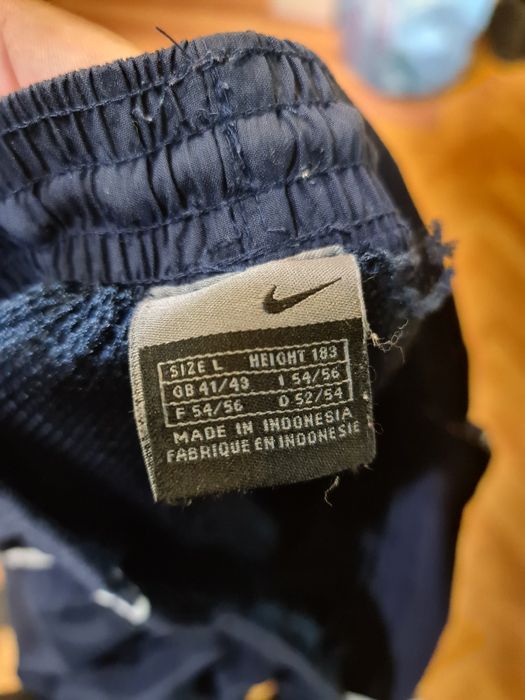 SIZE L HEIGHT 183
GB 41/43 I 54/56
F 54/56 D 52/54
MADE IN INDONESIA
FABRIQUE EN INDONESIE